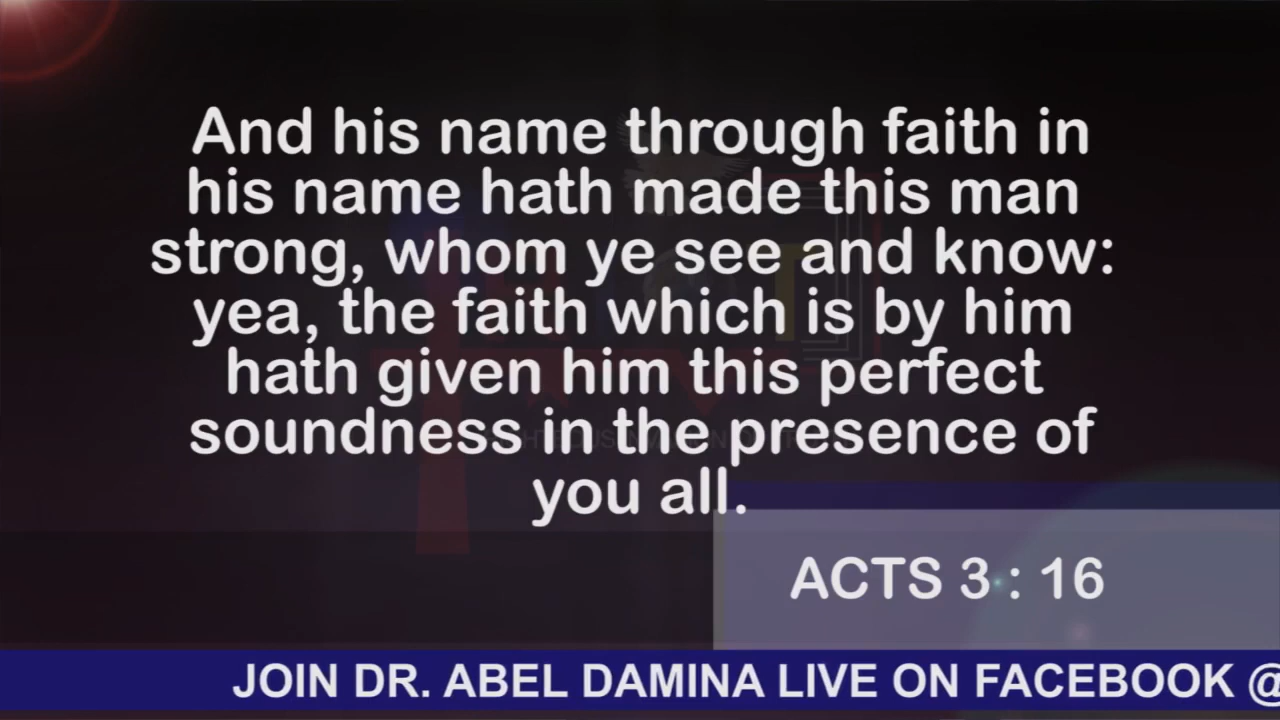 And his name through faith in
his name hath made this man
strong, whom ye see and know:
yea, the faith which is by him
hath given him this perfect
soundness in the presence of
you all.
ACTS 3 : 16
JOIN DR. ABEL DAMINA LIVE ON FACEBOOK @